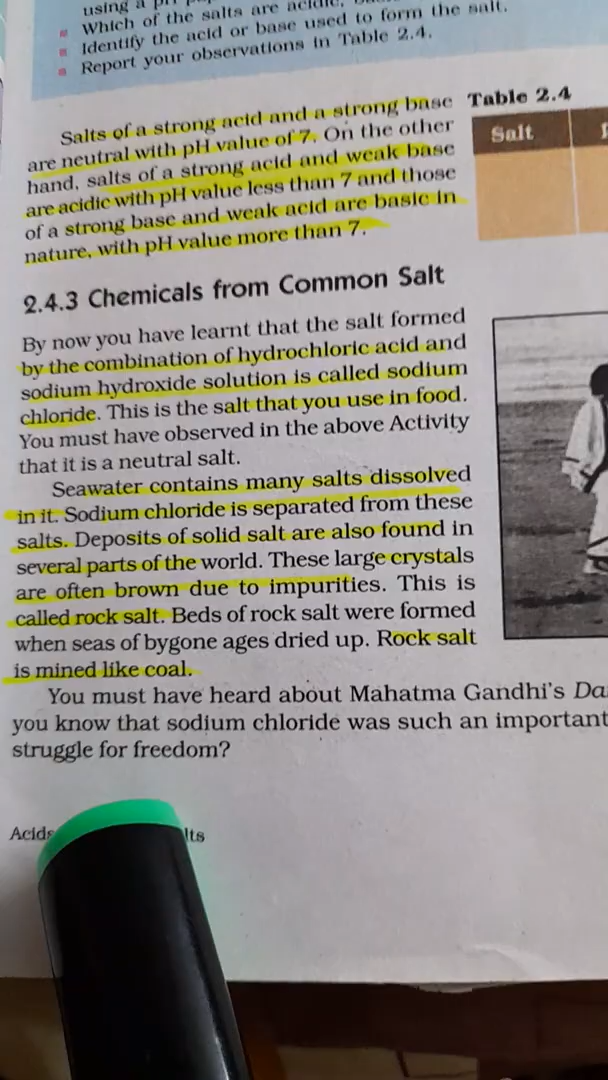 using a
Which of the salts are acidic,
Identify the acid or base used to form the salt.
Report your observations in Table 2.4.
Salts of a strong acid and a strong base
are neutral with pH value of 7. On the other
hand, salts of a strong acid and weak base
are acidic with pH value less than 7 and those
of a strong base and weak acid are basic in
nature, with pH value more than 7.
Table 2.4
Salt
2.4.3 Chemicals from Common Salt
By now you have learnt that the salt formed
by the combination of hydrochloric acid and
sodium hydroxide solution is called sodium
chloride. This is the salt that you use in food.
You must have observed in the above Activity
that it is a neutral salt.
Seawater contains many salts dissolved
in it. Sodium chloride is separated from these
salts. Deposits of solid salt are also found in
several parts of the world. These large crystals
are often brown due to impurities. This is
called rock salt. Beds of rock salt were formed
when seas of bygone ages dried up. Rock salt
is mined like coal.
You must have heard about Mahatma Gandhi's Da
you know that sodium chloride was such an important
struggle for freedom?
Acids lts